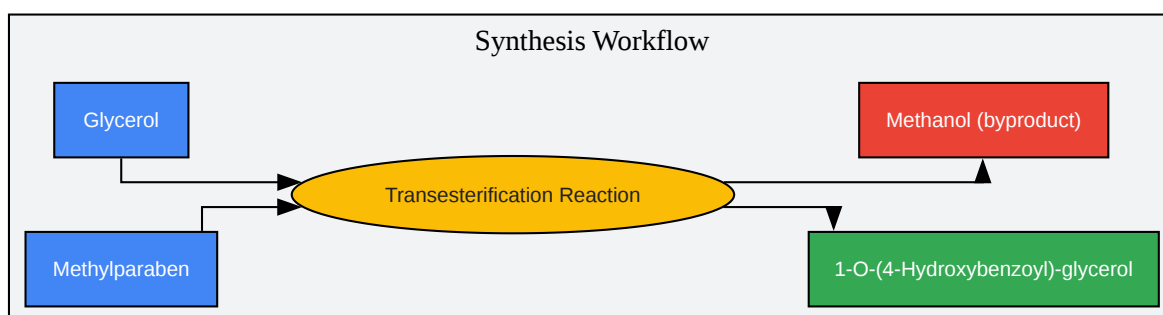 Synthesis Workflow
Glycerol
Methanol (byproduct)
Transesterification Reaction
Methylparaben
1-O-(4-Hydroxybenzoyl)-glycerol